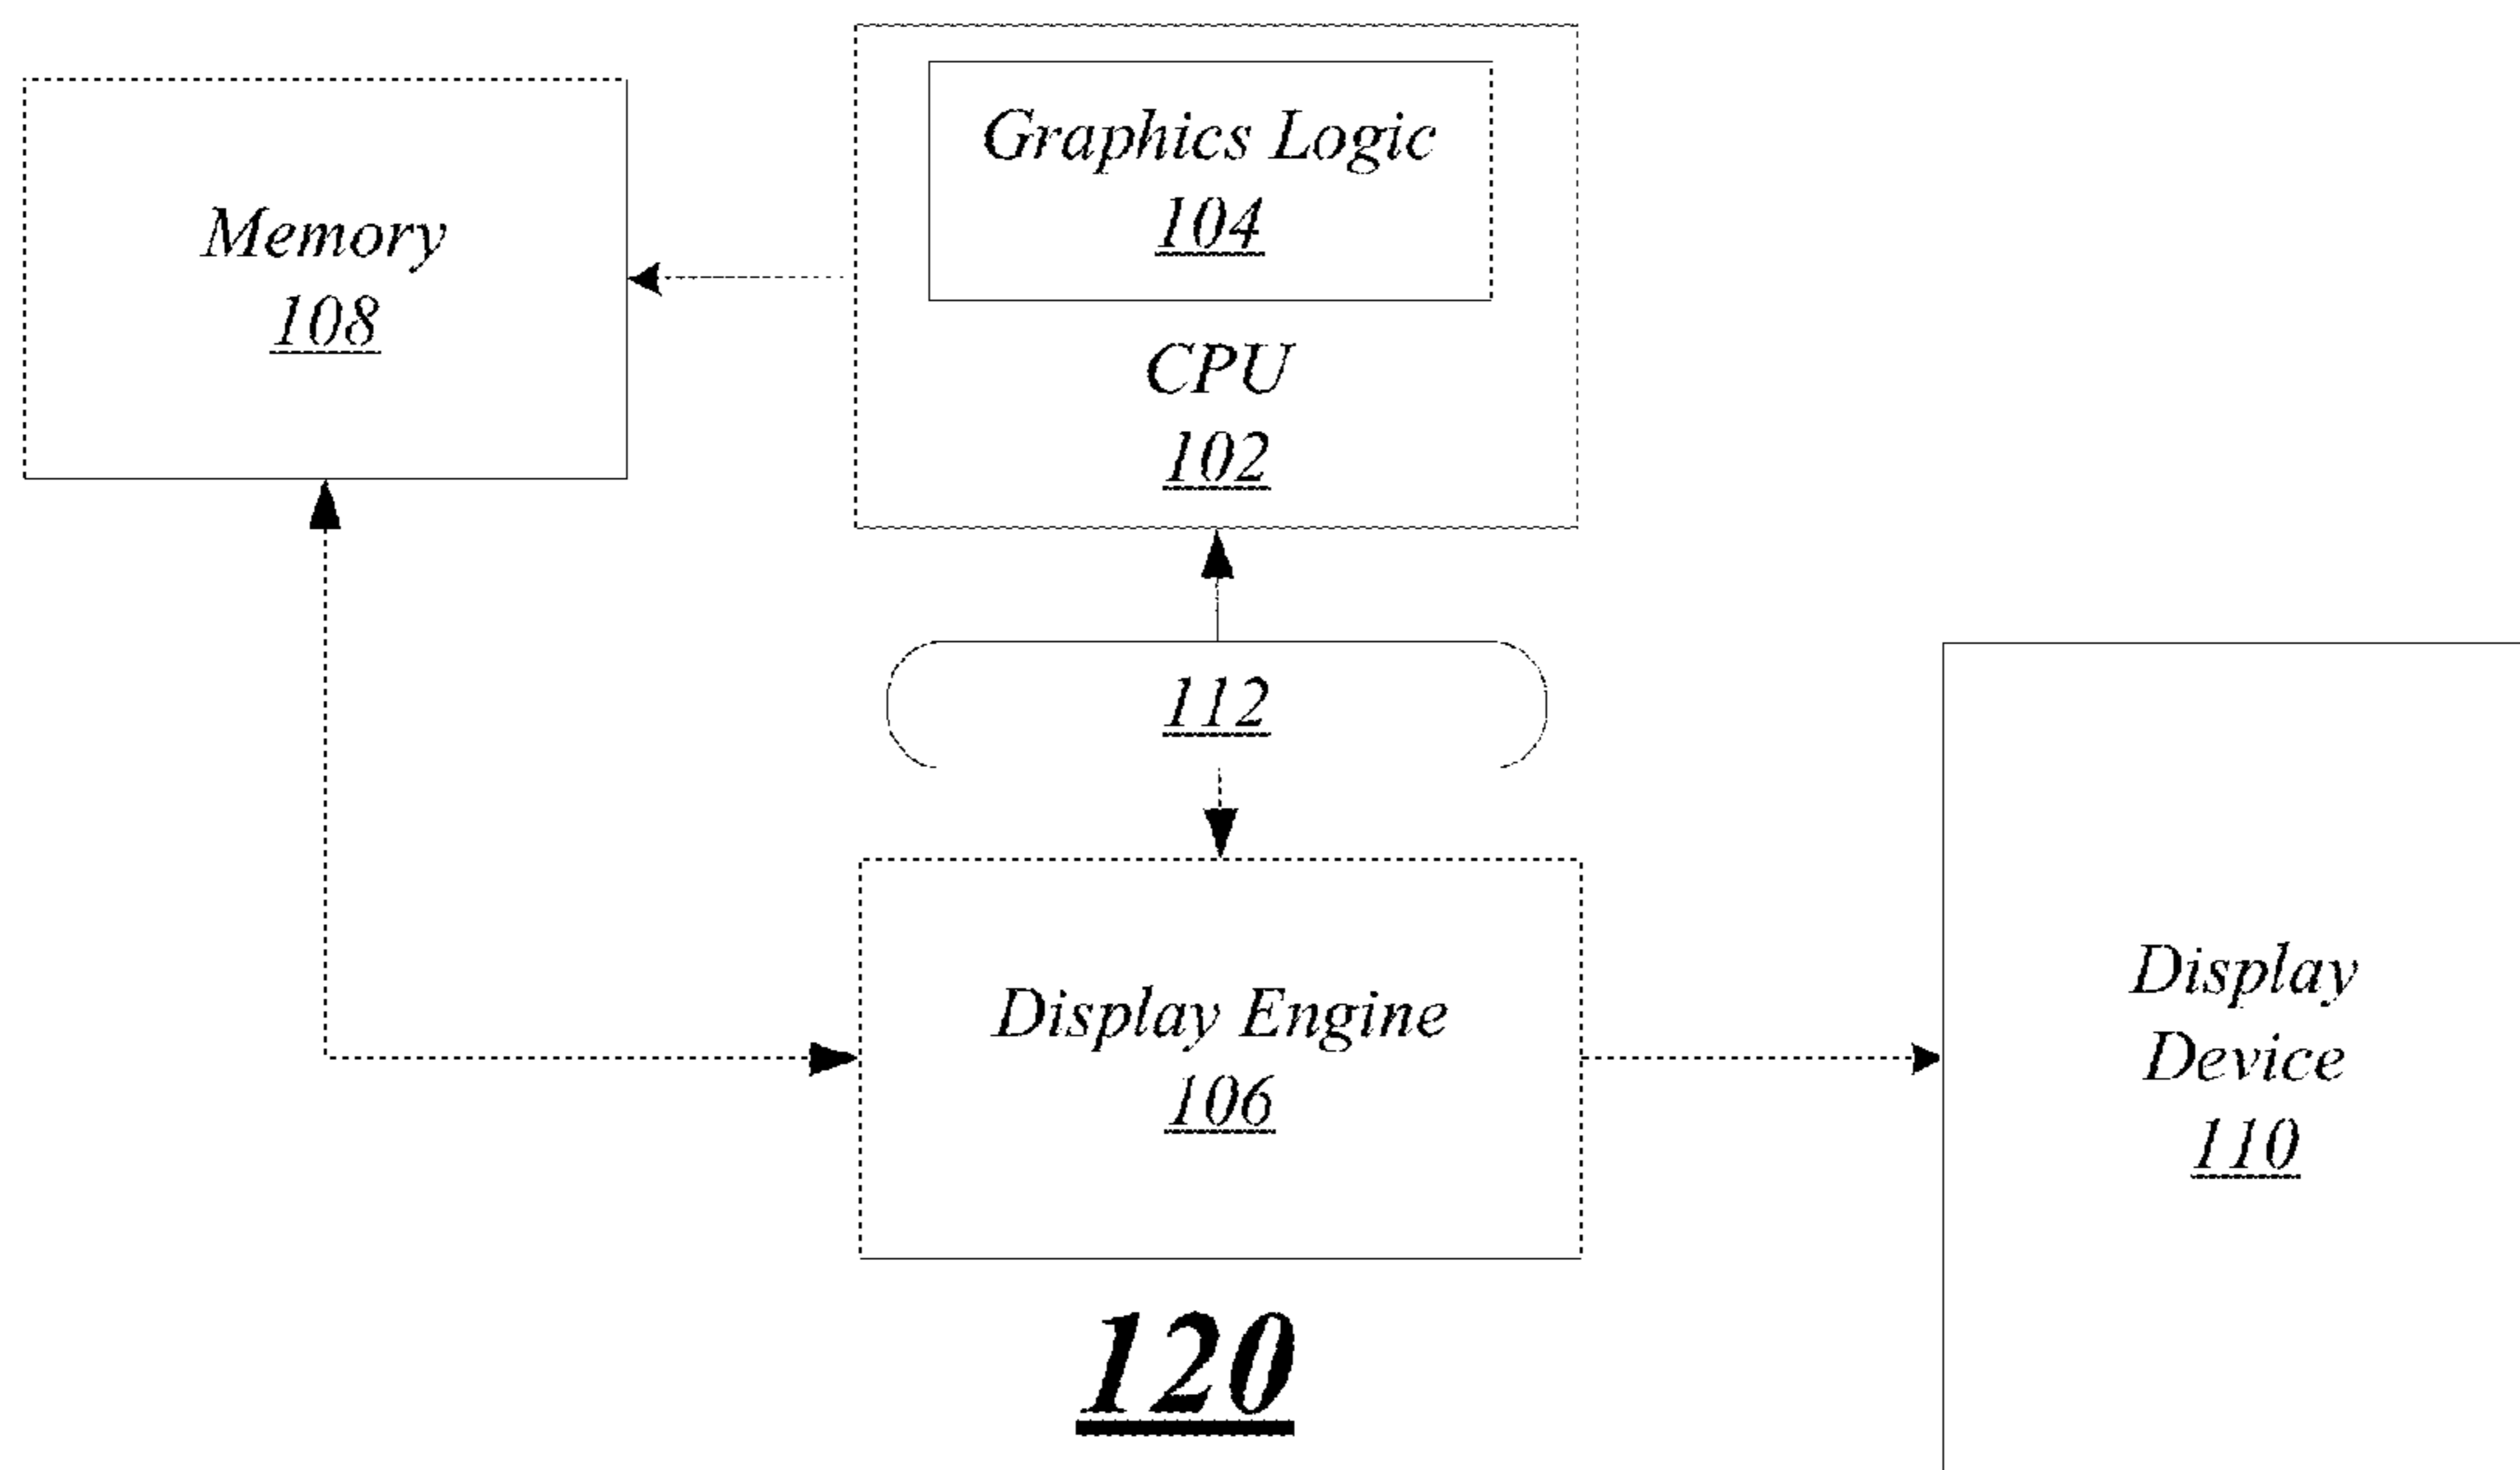 Memory
108
Graphics Logic
104
CPU
102
112
Display Engine
106
Display
Device
110
120